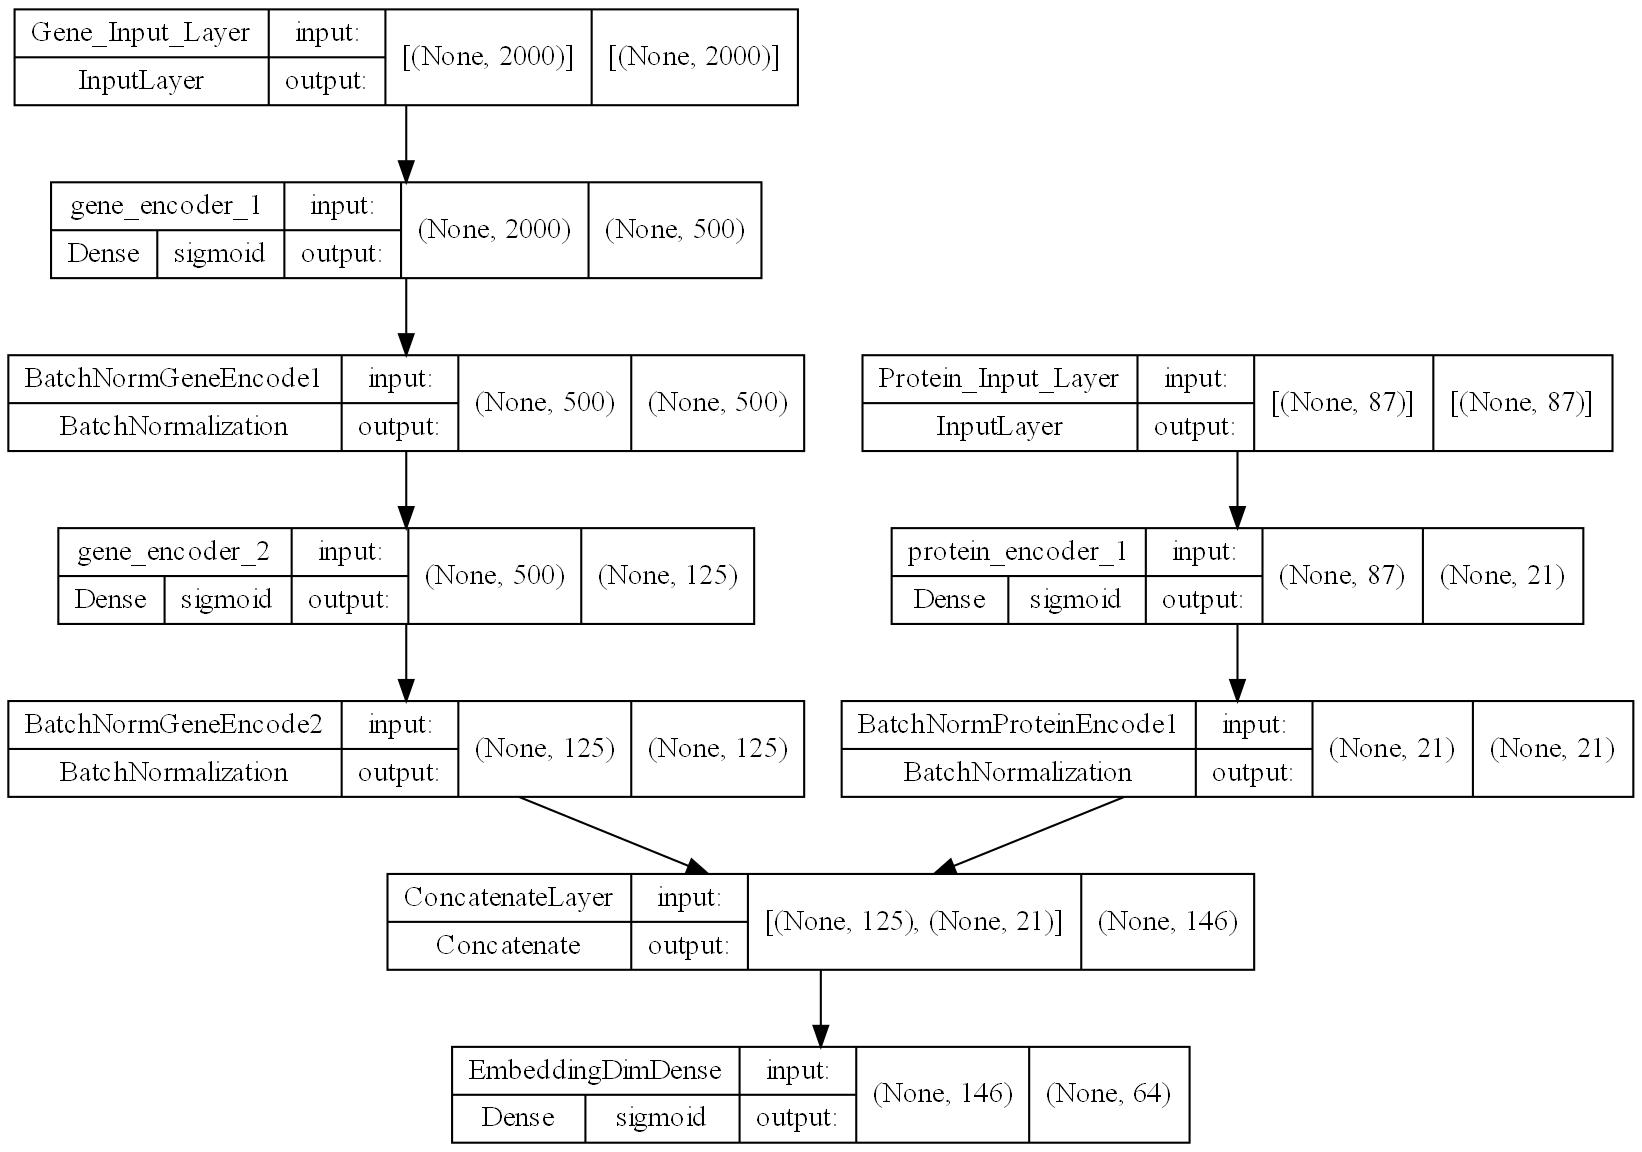 Gene_Input_Layer input: [(None, 2000)] [(None, 2000)]
InputLayer output:
gene_encoder_1 input: (None, 2000) (None, 500)
Dense sigmoid output:
BatchNormGeneEncode1 input: (None, 500) (None, 500)
BatchNormalization output:
Protein_Input_Layer input: [(None, 87)] [(None, 87)]
InputLayer output:
gene_encoder_2 input: (None, 500) (None, 125)
Dense sigmoid output:
protein_encoder_1 input: (None, 87) (None, 21)
Dense sigmoid output:
BatchNormGeneEncode2 input: (None, 125) (None, 125)
BatchNormalization output:
BatchNormProteinEncode1 input: (None, 21) (None, 21)
BatchNormalization output:
ConcatenateLayer input: [(None, 125), (None, 21)] (None, 146)
Concatenate output:
EmbeddingDimDense input: (None, 146) (None, 64)
Dense sigmoid output: